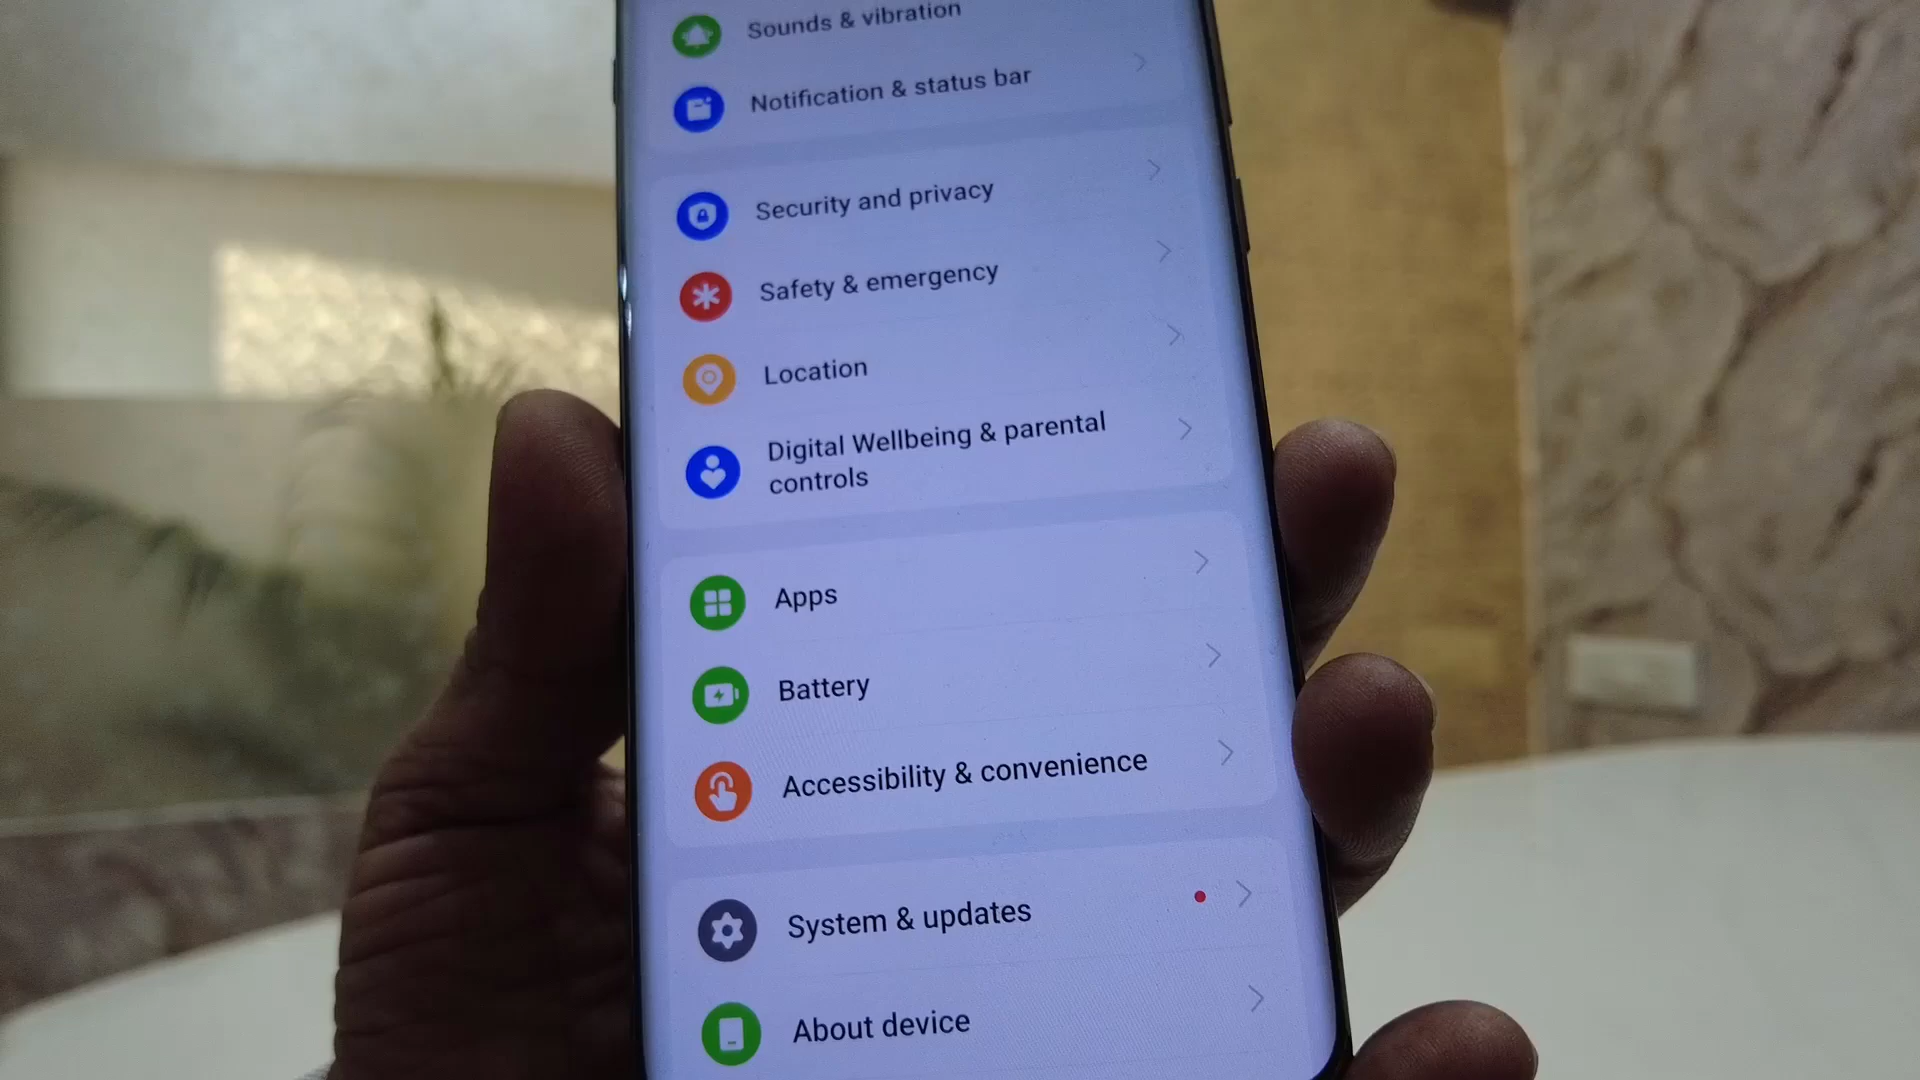 Sounds & vibration
Notification & status bar
Security and privacy
Safety & emergency
Location
Digital Wellbeing & parental
controls
Apps
Battery
Accessibility & convenience
System & updates
About device